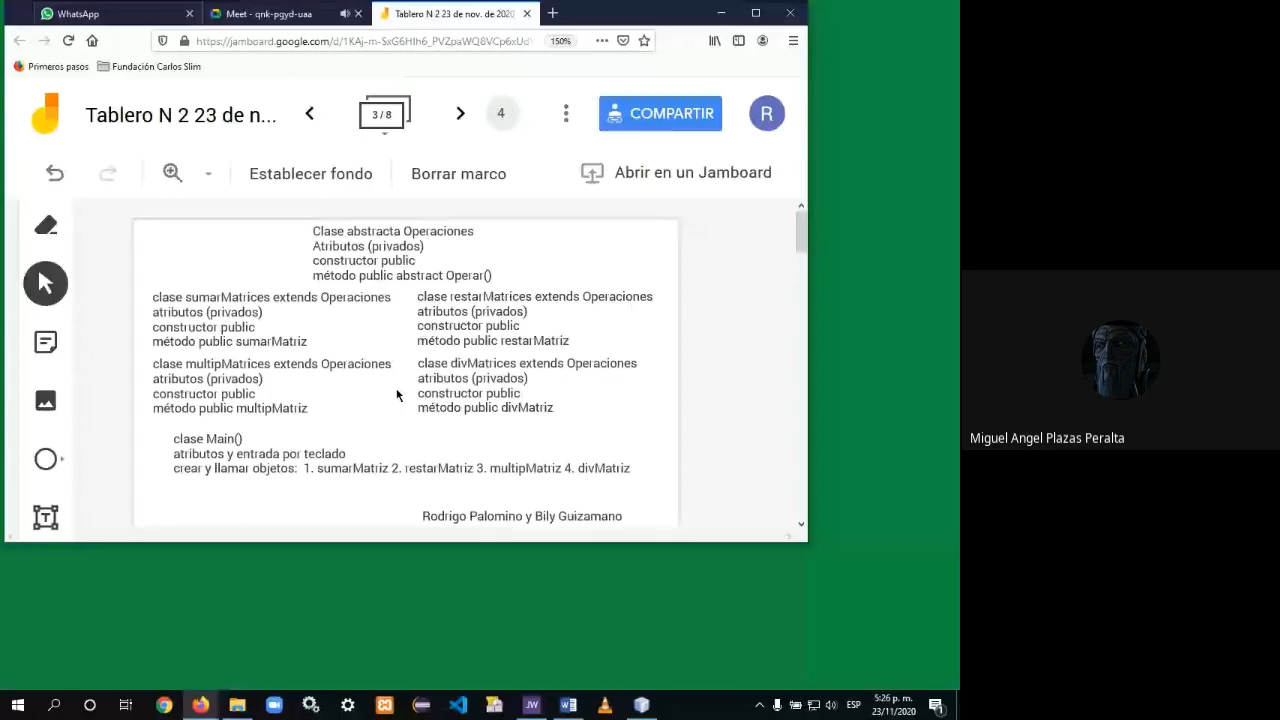 WhatsApp
Meet - qnk-pgyd-uaa
Tablero N 2 23 de nov. de 2020
https://jamboard.google.com/d/1KAj-m-SxG6HIh6_PVZpaWQ8VCp6xUd
150%
Primeros pasos
Fundación Carlos Slim
Tablero N 2 23 de n...
3 / 8
4
COMPARTIR
R
Establecer fondo
Borrar marco
Abrir en un Jamboard
Clase abstracta Operaciones
Atributos (privados)
constructor public
método public abstract Operar()
clase sumarMatrices extends Operaciones
atributos (privados)
constructor public
método public sumarMatriz
clase restarMatrices extends Operaciones
atributos (privados)
constructor public
método public restarMatriz
clase multipMatrices extends Operaciones
atributos (privados)
constructor public
método public multipMatriz
clase divMatrices extends Operaciones
atributos (privados)
constructor public
método public divMatriz
clase Main()
atributos y entrada por teclado
crear y llamar objetos: 1. sumarMatriz 2. restarMatriz 3. multipMatriz 4. divMatriz
Rodrigo Palomino y Bily Guizamano
Miguel Angel Plazas Peralta
ESP
5:26 p. m.
23/11/2020